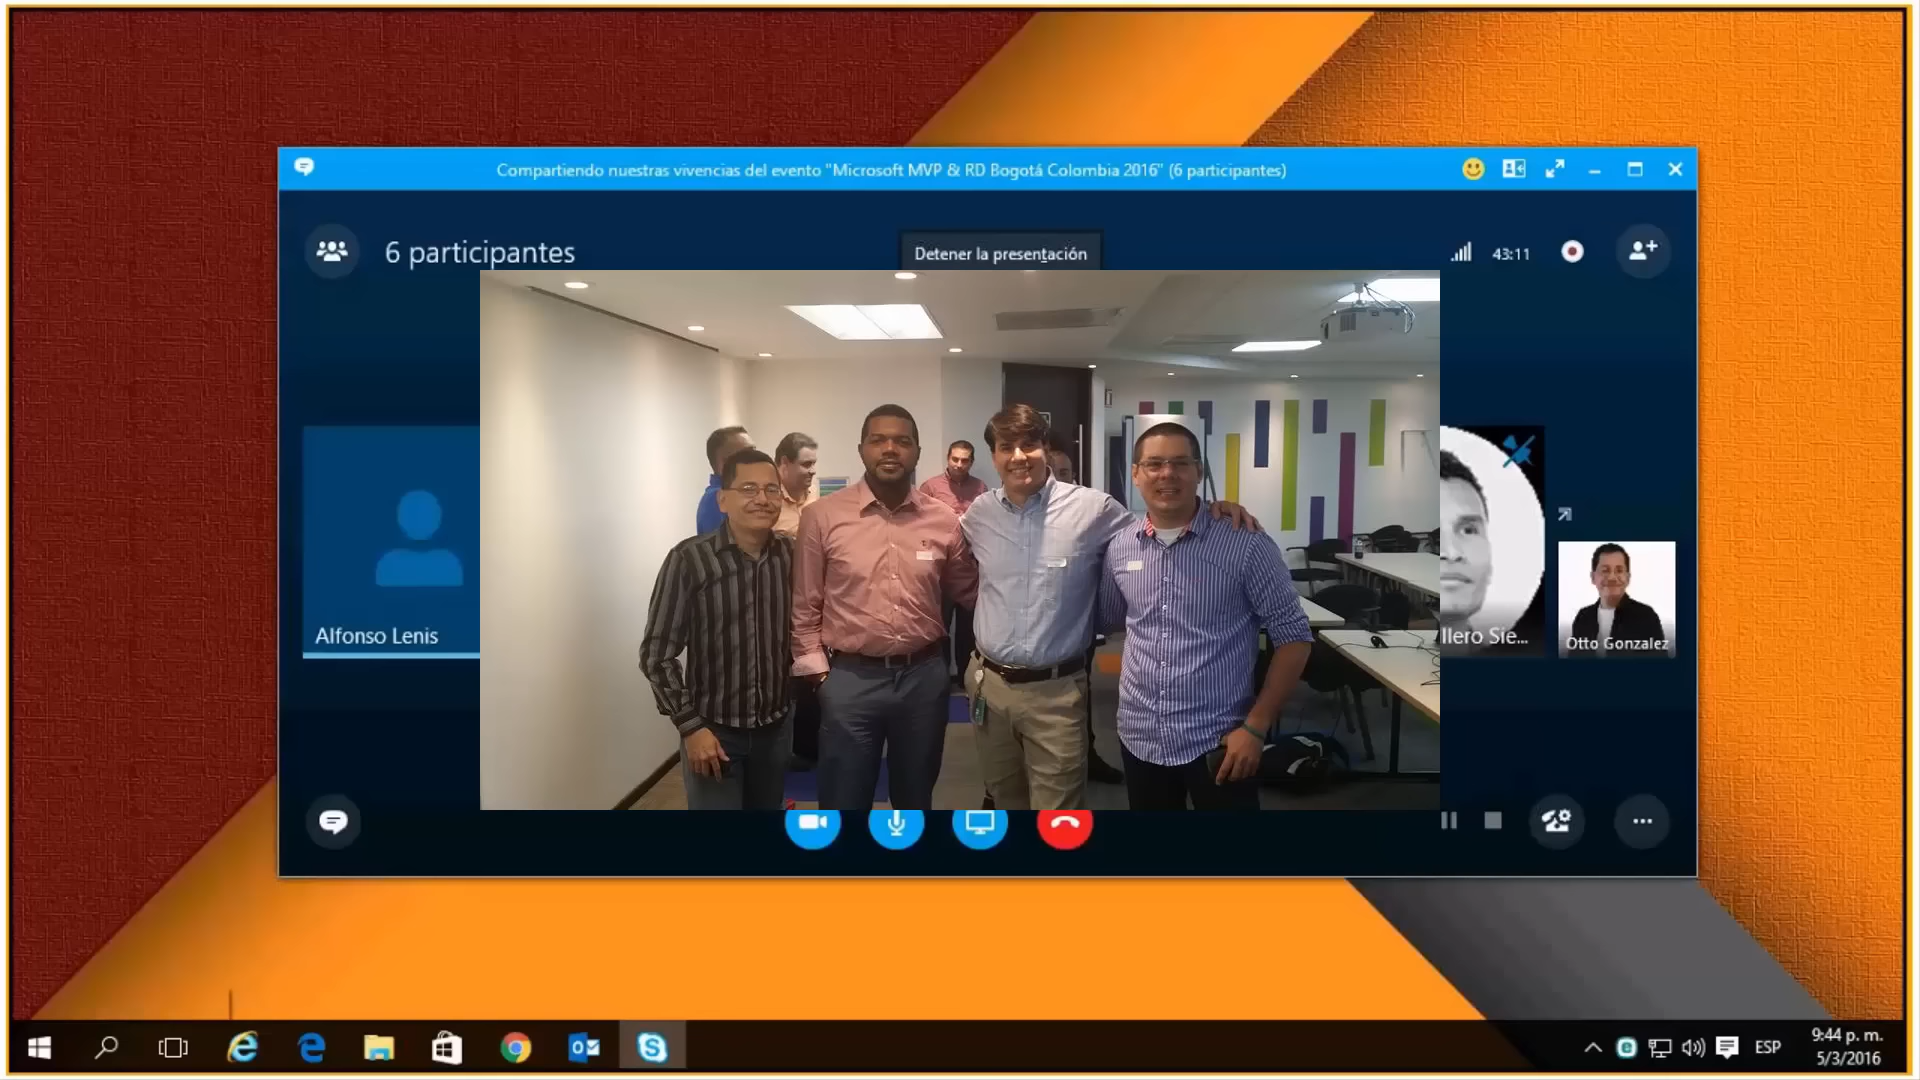 Compartiendo nuestras vivencias del evento "Microsoft MVP & RD Bogotá Colombia 2016" (6 participantes)
6 participantes
Detener la presentación
43:11
Alfonso Lenis
llero Sie...
Otto Gonzalez
ESP
9:44 p. m.
5/3/2016